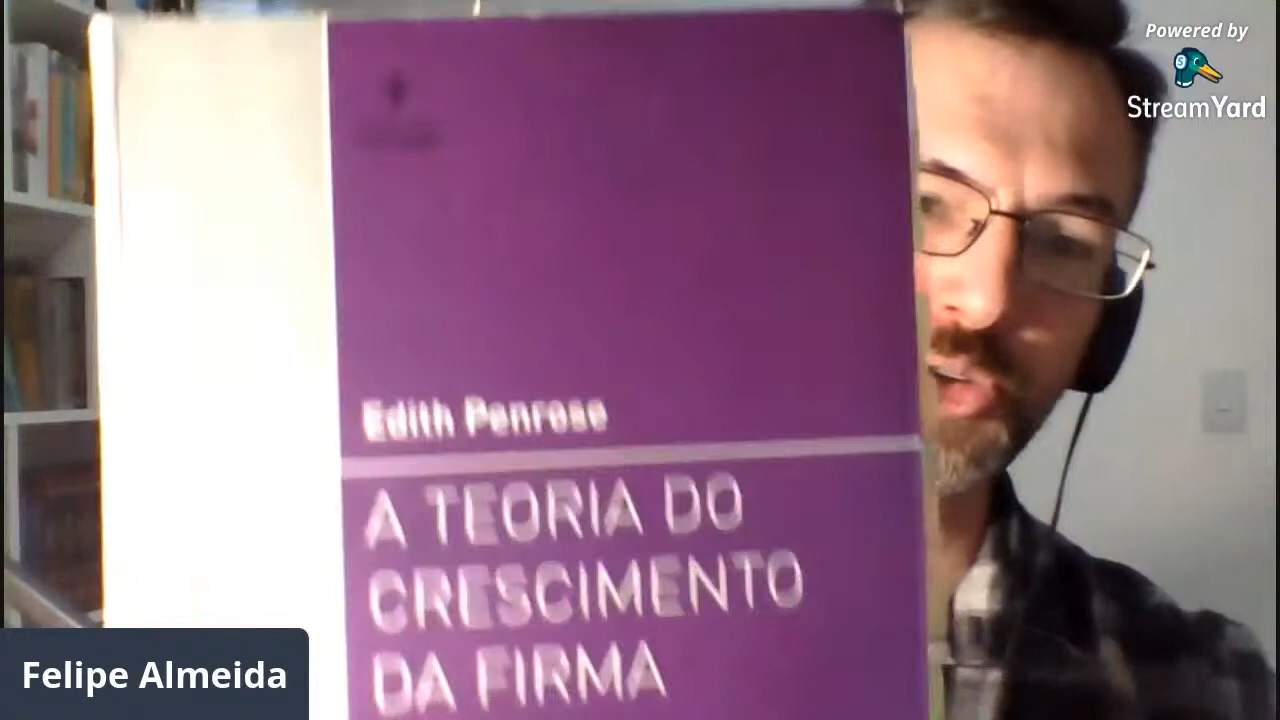 Powered by
StreamYard
Edith Penrose
A TEORIA DO
CRESCIMENTO
DA FIRMA
Felipe Almeida